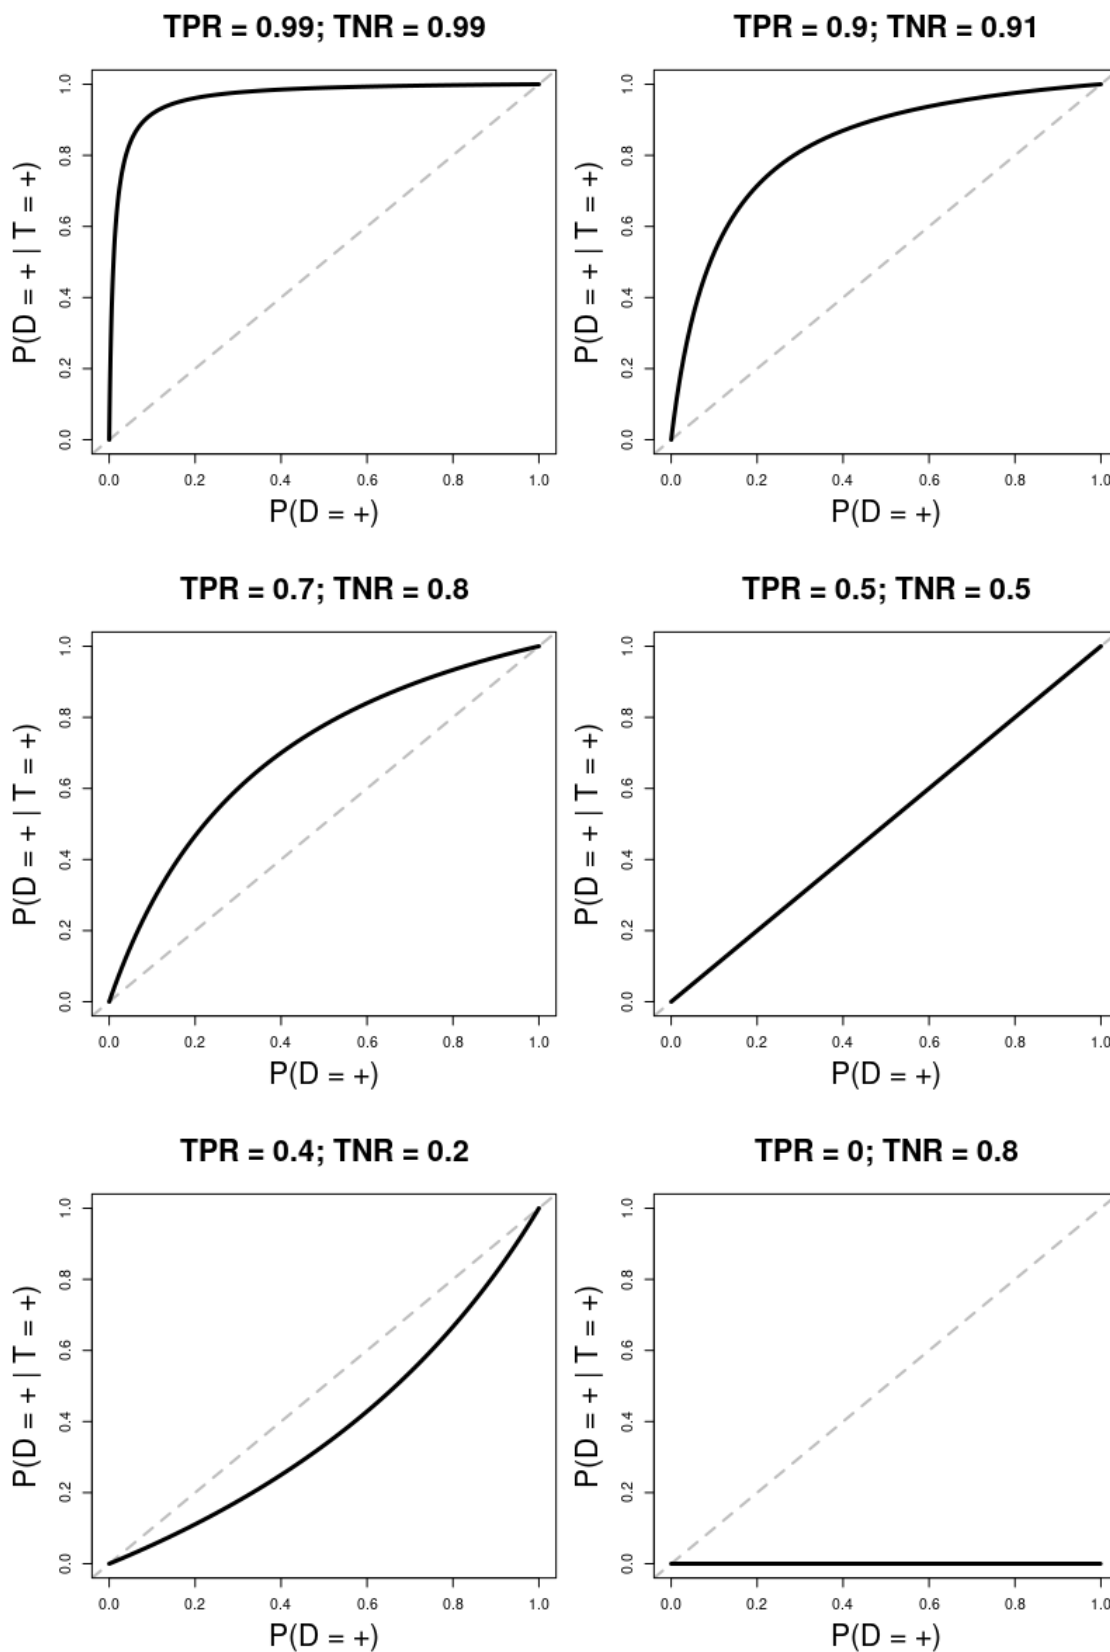 TPR = 0.99; TNR = 0.99
P(D = + | T = +)
1.0
0.8
0.6
0.4
0.2
0.0
0.0 0.2 0.4 0.6 0.8 1.0
P(D = +)
TPR = 0.9; TNR = 0.91
P(D = + | T = +)
1.0
0.8
0.6
0.4
0.2
0.0
0.0 0.2 0.4 0.6 0.8 1.0
P(D = +)
TPR = 0.7; TNR = 0.8
P(D = + | T = +)
1.0
0.8
0.6
0.4
0.2
0.0
0.0 0.2 0.4 0.6 0.8 1.0
P(D = +)
TPR = 0.5; TNR = 0.5
P(D = + | T = +)
1.0
0.8
0.6
0.4
0.2
0.0
0.0 0.2 0.4 0.6 0.8 1.0
P(D = +)
TPR = 0.4; TNR = 0.2
P(D = + | T = +)
1.0
0.8
0.6
0.4
0.2
0.0
0.0 0.2 0.4 0.6 0.8 1.0
P(D = +)
TPR = 0; TNR = 0.8
P(D = + | T = +)
1.0
0.8
0.6
0.4
0.2
0.0
0.0 0.2 0.4 0.6 0.8 1.0
P(D = +)